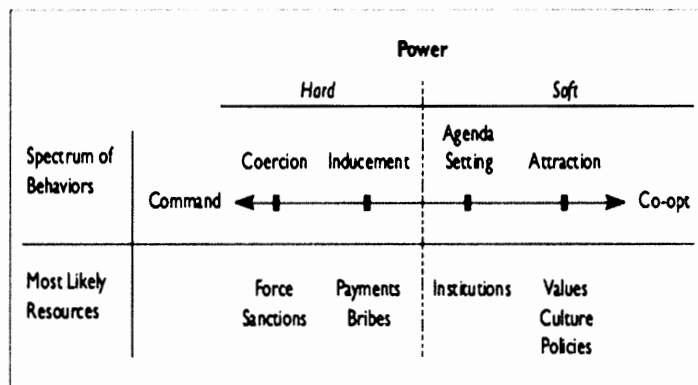 Power
Hard Soft
Spectrum of Behaviors
Coercion Inducement Agenda Setting Attraction
Command Co-opt
Most Likely Resources
Force Sanctions
Payments Bribes
Institutions
Values Culture Policies